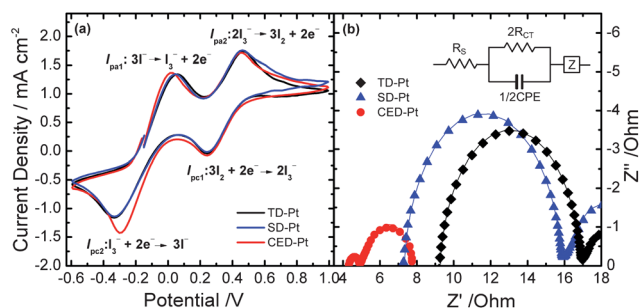 (a)
I_pa2:2I₃⁻ → 3I₂ + 2e⁻
I_pa1: 3I⁻ → I₃⁻ + 2e⁻
I_pc1:3I₂ + 2e⁻ → 2I₃⁻
I_pc2:I₃⁻ + 2e⁻ → 3I⁻
TD-Pt
SD-Pt
CED-Pt
Current Density / mA cm⁻²
2.5
2.0
1.5
1.0
0.5
0.0
-0.5
-1.0
-1.5
-2.0
-0.6 -0.4 -0.2 0.0 0.2 0.4 0.6 0.8 1.0
Potential /V
(b)
2R_CT
R_S
Z
1/2CPE
TD-Pt
SD-Pt
CED-Pt
-6
-5
-4
-3
-2
-1
0
Z'' /Ohm
4 6 8 10 12 14 16 18
Z' /Ohm